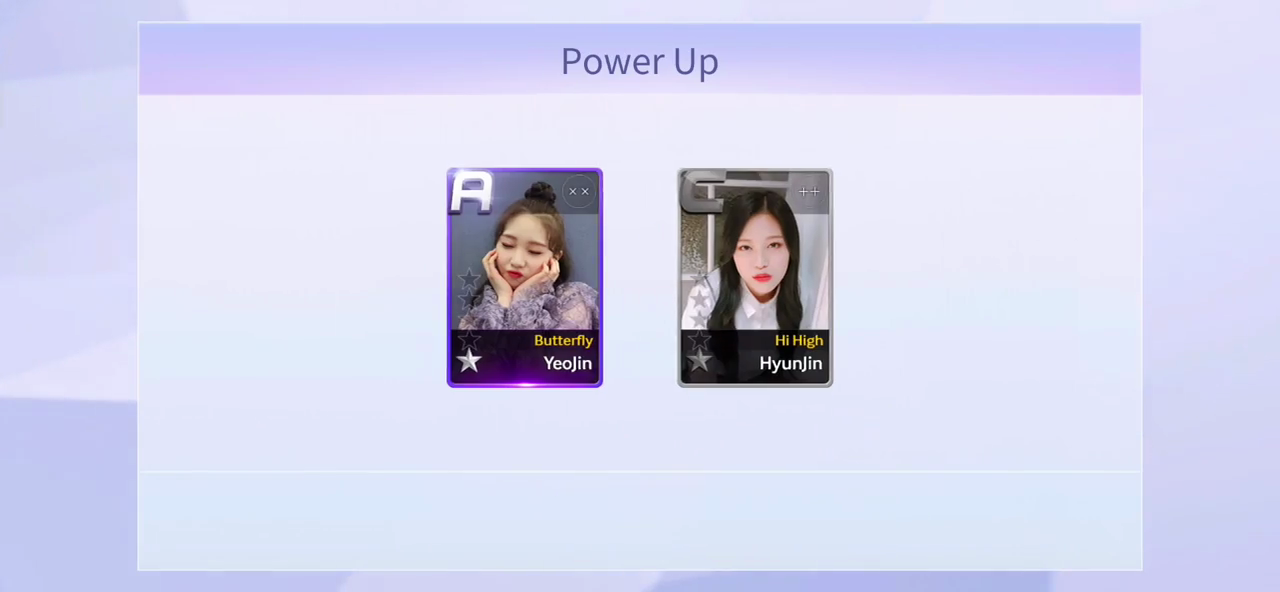 Power Up
A
××
Butterfly
YeoJin
C
++
Hi High
HyunJin